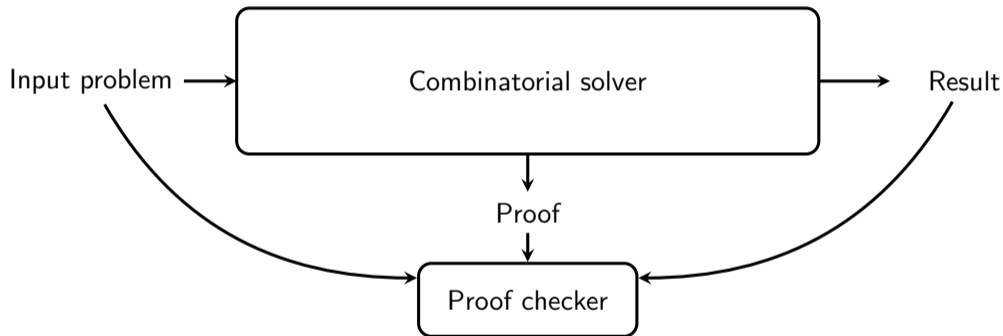 Input problem
Combinatorial solver
Result
Proof
Proof checker